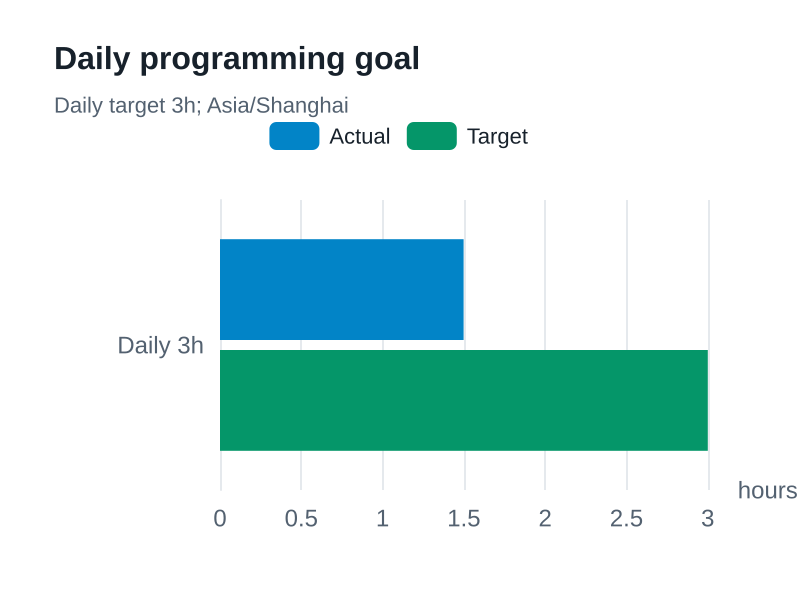 Daily programming goal
Daily target 3h; Asia/Shanghai
Actual Target
Daily 3h
hours
0 0.5 1 1.5 2 2.5 3